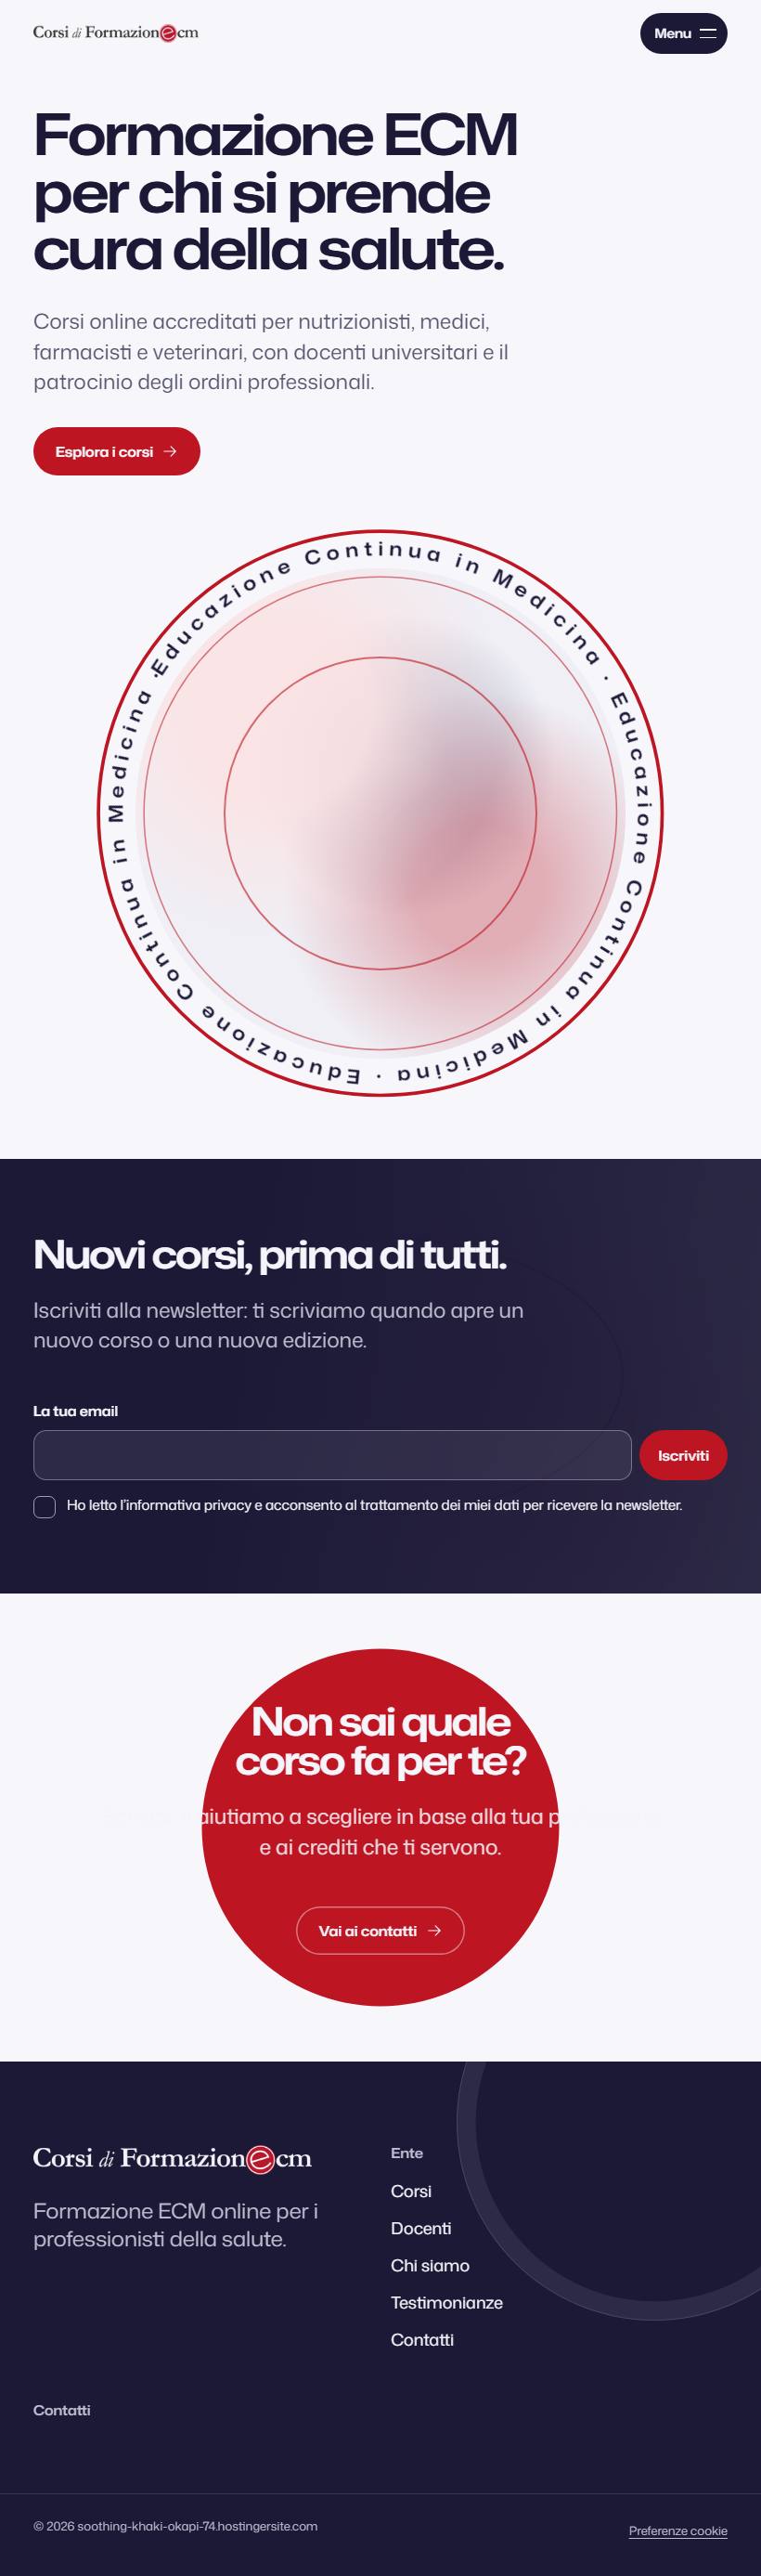 Corsi di Formazionecm
Menu
Formazione ECM
per chi si prende
cura della salute.
Corsi online accreditati per nutrizionisti, medici,
farmacisti e veterinari, con docenti universitari e il
patrocinio degli ordini professionali.
Esplora i corsi
Educazione Continua in Medicina · Educazione Continua in Medicina · Educazione Continua in Medicina ·
Nuovi corsi, prima di tutti.
Iscriviti alla newsletter: ti scriviamo quando apre un
nuovo corso o una nuova edizione.
La tua email
Iscriviti
Ho letto l'informativa privacy e acconsento al trattamento dei miei dati per ricevere la newsletter.
Non sai quale
corso fa per te?
aiutiamo a scegliere in base alla tua
e ai crediti che ti servono.
Vai ai contatti
Corsi di Formazionecm
Formazione ECM online per i
professionisti della salute.
Ente
Corsi
Docenti
Chi siamo
Testimonianze
Contatti
Contatti
© 2026 soothing-khaki-okapi-74.hostingersite.com
Preferenze cookie